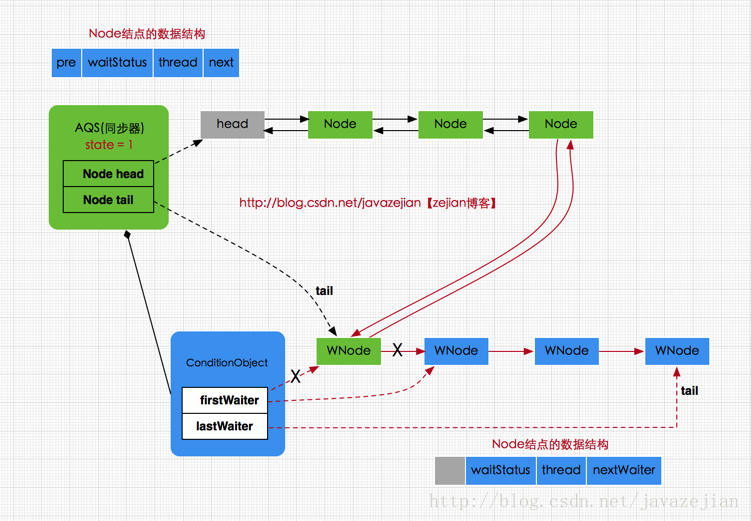 Node结点的数据结构
pre waitStatus thread next
AQS(同步器)
state = 1
Node head
Node tail
head Node Node Node
http://blog.csdn.net/javazejian【zejian博客】
tail
WNode X WNode WNode WNode
ConditionObject
X
firstWaiter
lastWaiter
tail
Node结点的数据结构
waitStatus thread nextWaiter
http://blog.csdn.net/javazejian